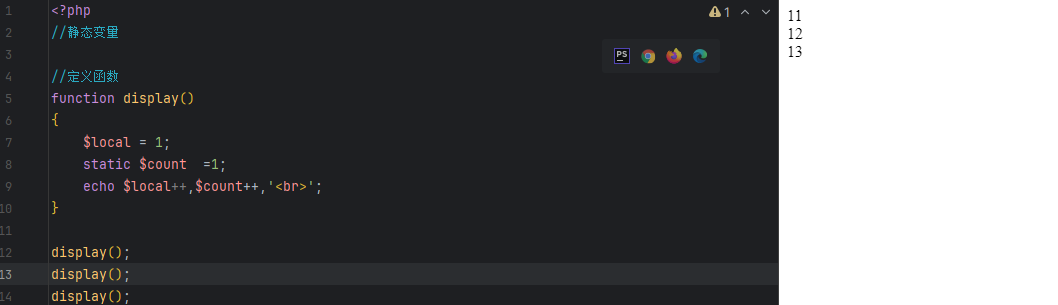 1 <?php
2 //静态变量
3
4 //定义函数
5 function display()
6 {
7 $local = 1;
8 static $count  =1;
9 echo $local++,$count++,'<br>';
10 }
11
12 display();
13 display();
14 display();
1
PS
11
12
13